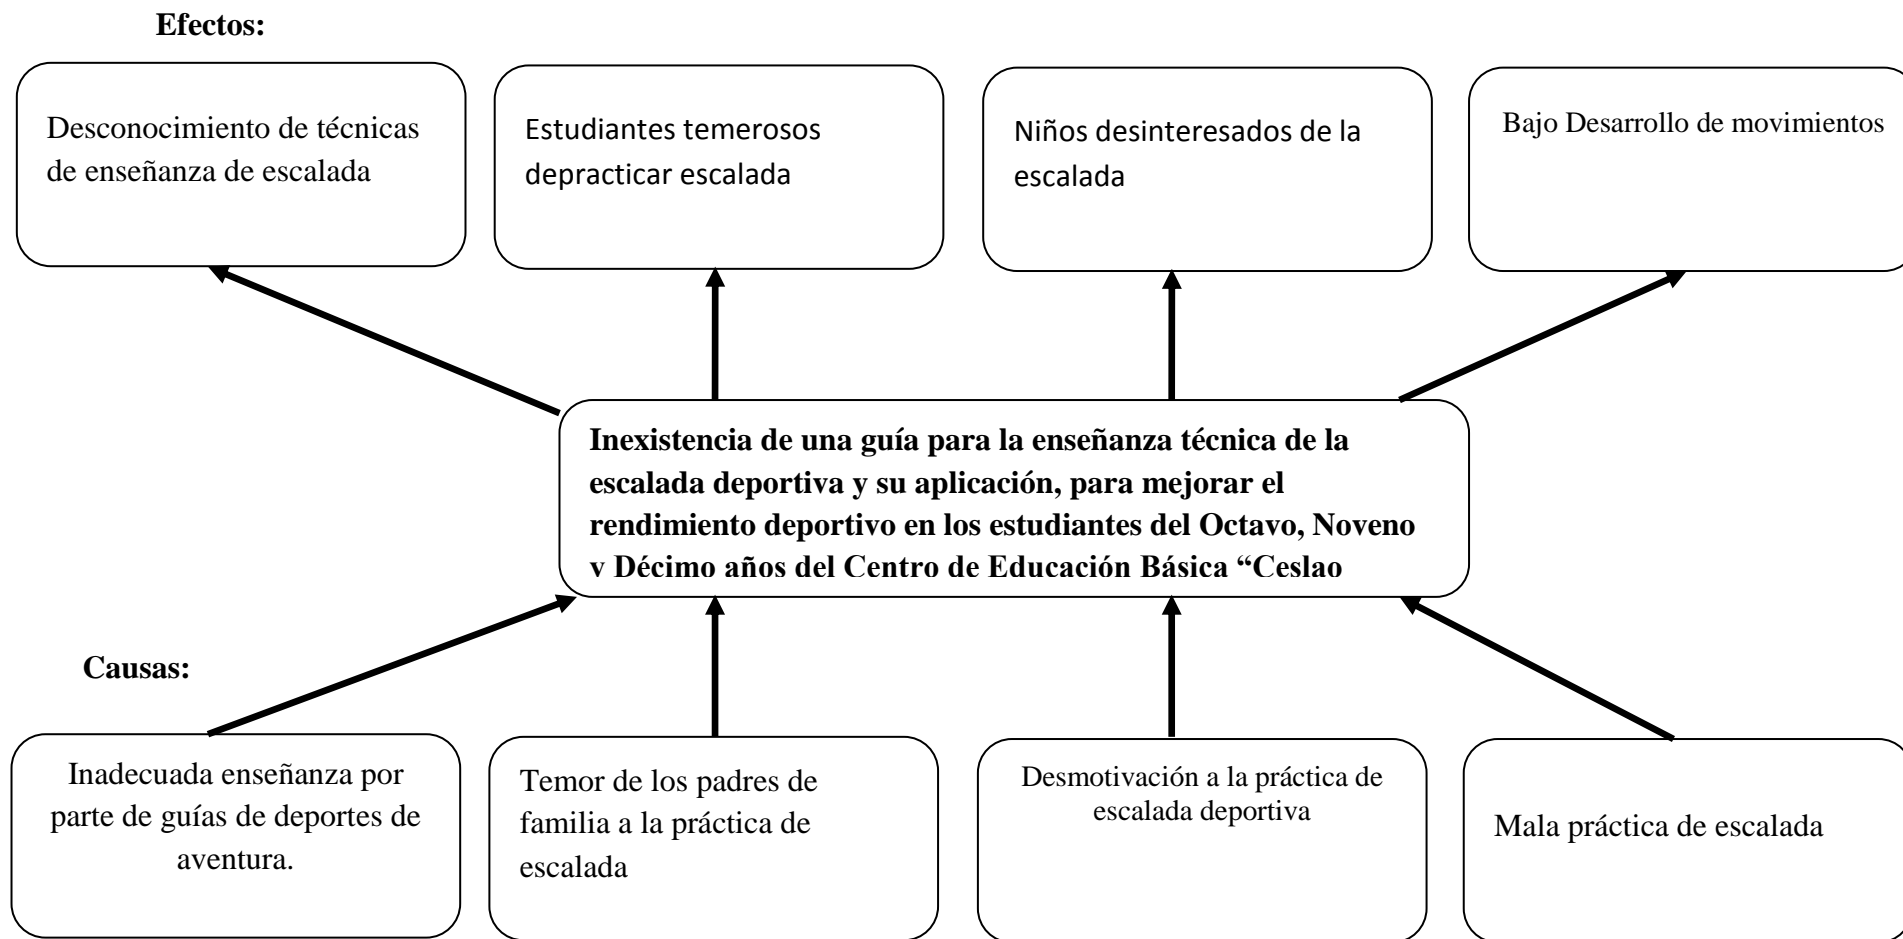 Efectos:
Desconocimiento de técnicas
de enseñanza de escalada
Estudiantes temerosos
depracticar escalada
Niños desinteresados de la
escalada
Bajo Desarrollo de movimientos
Inexistencia de una guía para la enseñanza técnica de la
escalada deportiva y su aplicación, para mejorar el
rendimiento deportivo en los estudiantes del Octavo, Noveno
y Décimo años del Centro de Educación Básica “Ceslao
Causas:
Inadecuada enseñanza por
parte de guías de deportes de
aventura.
Temor de los padres de
familia a la práctica de
escalada
Desmotivación a la práctica de
escalada deportiva
Mala práctica de escalada